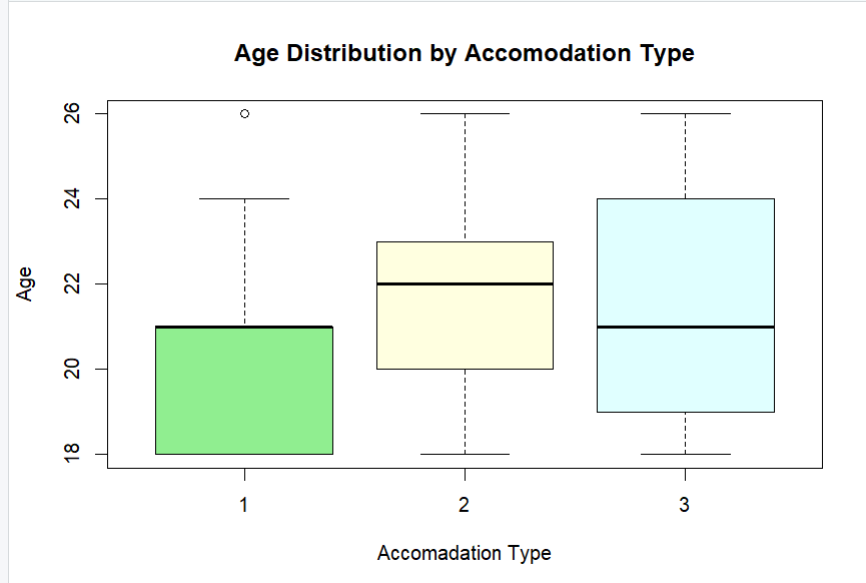 Age Distribution by Accomodation Type
26
24
22
20
18
Age
1 2 3
Accomadation Type